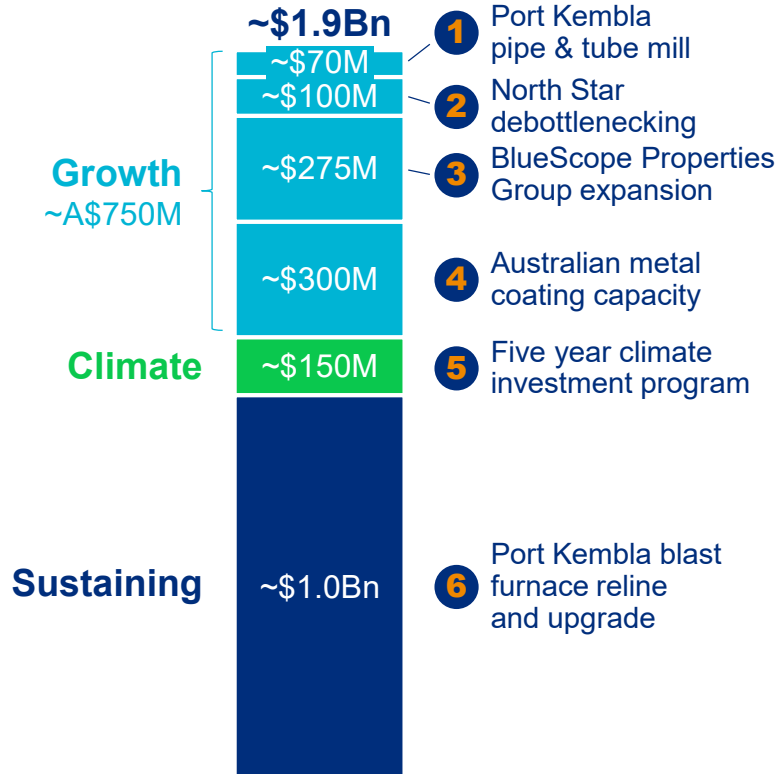 ~$1.9Bn
1
Port Kembla
pipe & tube mill
~$70M
~$100M
2
North Star
debottlenecking
Growth
~A$750M
~$275M
3
BlueScope Properties
Group expansion
~$300M
4
Australian metal
coating capacity
Climate
~$150M
5
Five year climate
investment program
Sustaining
~$1.0Bn
6
Port Kembla blast
furnace reline
and upgrade